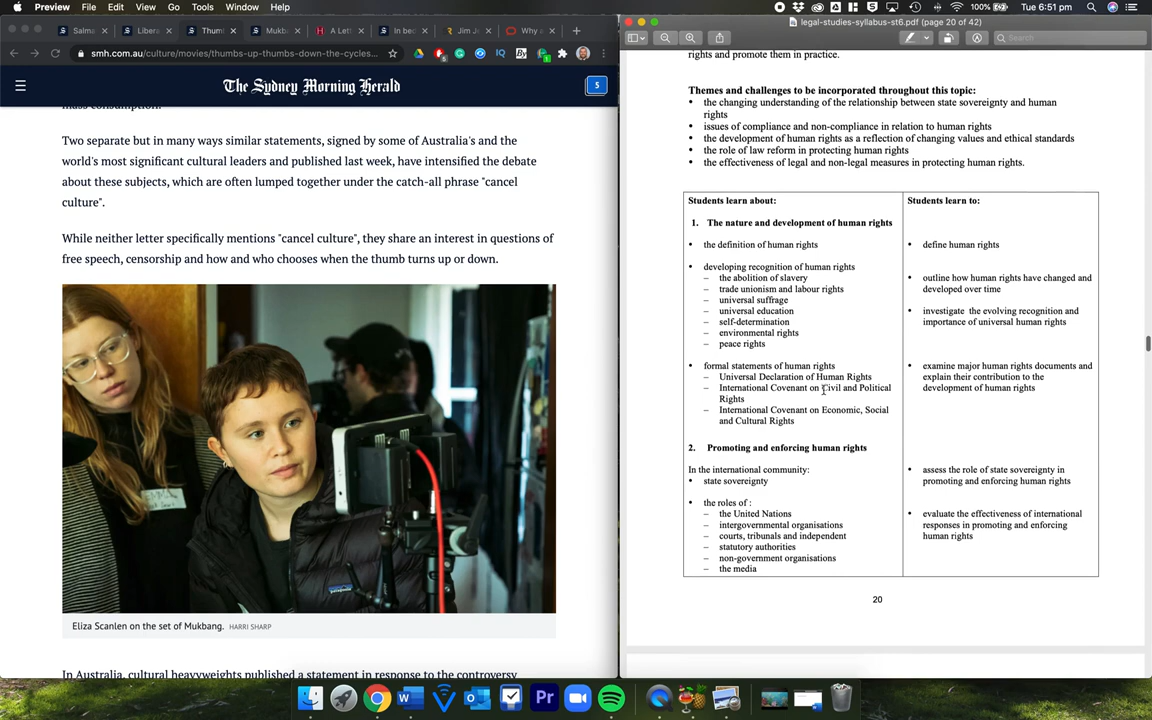 Preview File Edit View Go Tools Window Help
100% Tue 6:51 pm
Salma
Libera
Thumb
Mukb
A Lett
In bed
Jim J
Why a
smh.com.au/culture/movies/thumbs-up-thumbs-down-the-cycles...
The Sydney Morning Herald
5
mass consumption.
Two separate but in many ways similar statements, signed by some of Australia's and the
world's most significant cultural leaders and published last week, have intensified the debate
about these subjects, which are often lumped together under the catch-all phrase "cancel
culture".
While neither letter specifically mentions "cancel culture", they share an interest in questions of
free speech, censorship and how and who chooses when the thumb turns up or down.
patagonia
Eliza Scanlen on the set of Mukbang. HARRI SHARP
In Australia, cultural heavyweights published a statement in response to the controversy
legal-studies-syllabus-st6.pdf (page 20 of 42)
Search
rights and promote them in practice.
Themes and challenges to be incorporated throughout this topic:
• the changing understanding of the relationship between state sovereignty and human
rights
• issues of compliance and non-compliance in relation to human rights
• the development of human rights as a reflection of changing values and ethical standards
• the role of law reform in protecting human rights
• the effectiveness of legal and non-legal measures in protecting human rights.
Students learn about:
1. The nature and development of human rights
• the definition of human rights
• developing recognition of human rights
– the abolition of slavery
– trade unionism and labour rights
– universal suffrage
– universal education
– self-determination
– environmental rights
– peace rights
• formal statements of human rights
– Universal Declaration of Human Rights
– International Covenant on Civil and Political
Rights
– International Covenant on Economic, Social
and Cultural Rights
2. Promoting and enforcing human rights
In the international community:
• state sovereignty
• the roles of :
– the United Nations
– intergovernmental organisations
– courts, tribunals and independent
– statutory authorities
– non-government organisations
– the media
Students learn to:
• define human rights
• outline how human rights have changed and
developed over time
• investigate the evolving recognition and
importance of universal human rights
• examine major human rights documents and
explain their contribution to the
development of human rights
• assess the role of state sovereignty in
promoting and enforcing human rights
• evaluate the effectiveness of international
responses in promoting and enforcing
human rights
20